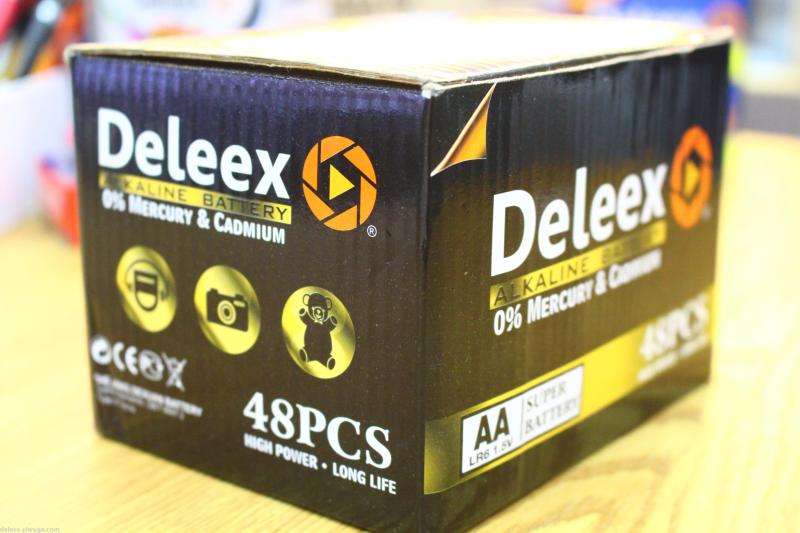 Deleex
ALKALINE BATTERY
0% MERCURY & CADMIUM
®
CE
48PCS
HIGH POWER • LONG LIFE
Deleex
ALKALINE BATTERY
0% MERCURY & CADMIUM
48PCS
AA
LR6 1.5V
SUPER
BATTERY
deleex.yiwugo.com